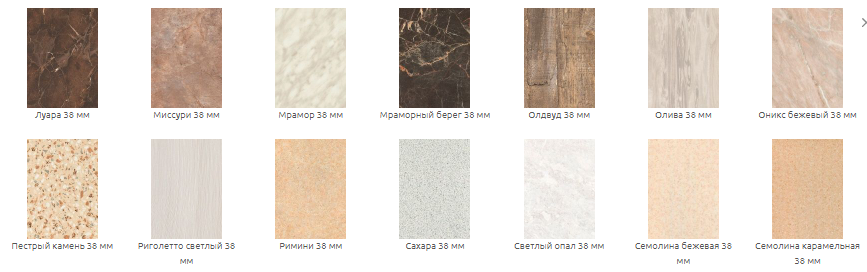 Луара 38 мм
Миссури 38 мм
Мрамор 38 мм
Мраморный берег 38 мм
Олдвуд 38 мм
Олива 38 мм
Оникс бежевый 38 мм
Пестрый камень 38 мм
Риголетто светлый 38
мм
Римини 38 мм
Сахара 38 мм
Светлый опал 38 мм
Семолина бежевая 38
мм
Семолина карамельная
38 мм